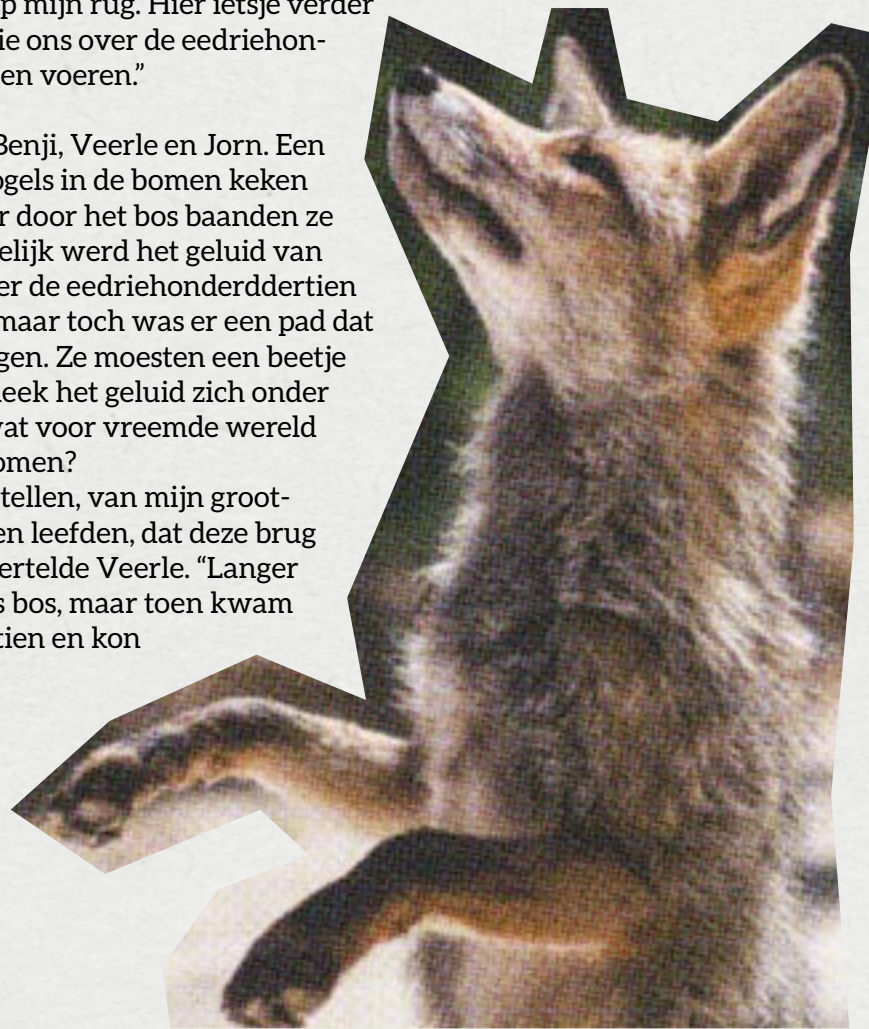 p mijn rug. Hier ietsje verder
ie ons over de eedriehon-
en voeren.”
Benji, Veerle en Jorn. Een
ogels in de bomen keken
r door het bos baanden ze
elijk werd het geluid van
er de eedriehonderddertien
maar toch was er een pad dat
gen. Ze moesten een beetje
leek het geluid zich onder
vat voor vreemde wereld
omen?
stellen, van mijn groot-
en leefden, dat deze brug
ertelde Veerle. “Langer
s bos, maar toen kwam
tien en kon